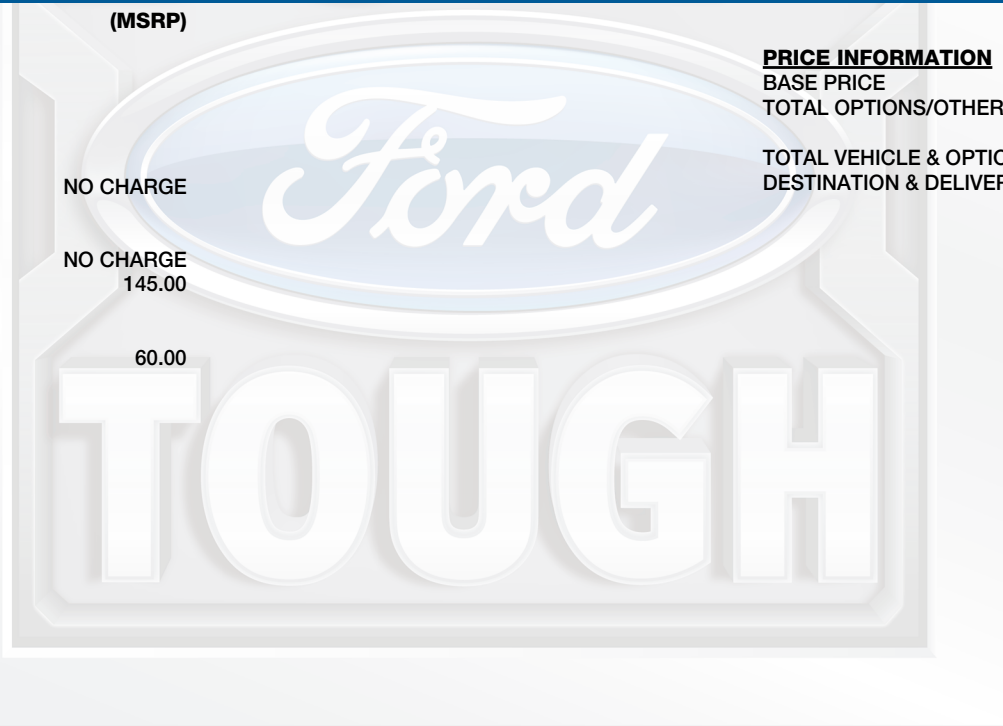 (MSRP)
NO CHARGE
NO CHARGE
145.00
60.00
PRICE INFORMATION
BASE PRICE
TOTAL OPTIONS/OTHER
TOTAL VEHICLE & OPTIO
DESTINATION & DELIVER
Ford
TOUGH